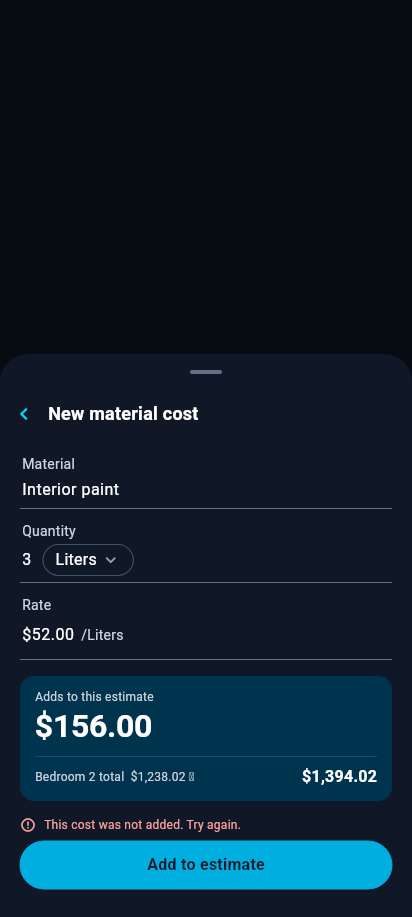 New material cost
Material
Interior paint
Quantity
3 Liters
Rate
$52.00 /Liters
Adds to this estimate
$156.00
Bedroom 2 total $1,238.02 $1,394.02
This cost was not added. Try again.
Add to estimate